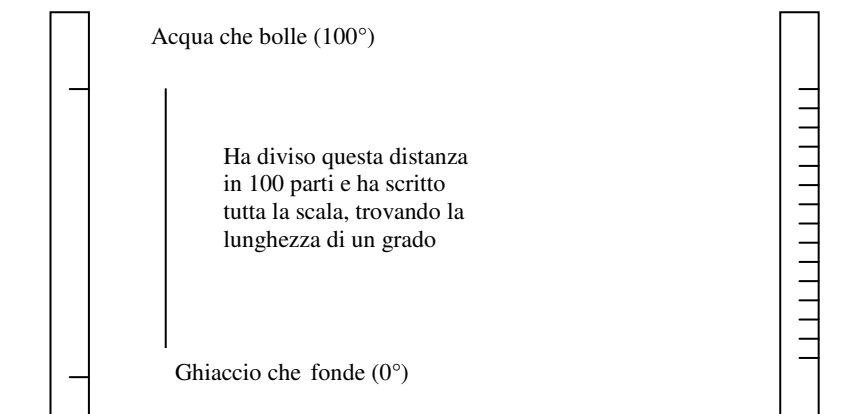 Acqua che bolle (100°)
Ha diviso questa distanza
in 100 parti e ha scritto
tutta la scala, trovando la
lunghezza di un grado
Ghiaccio che fonde (0°)